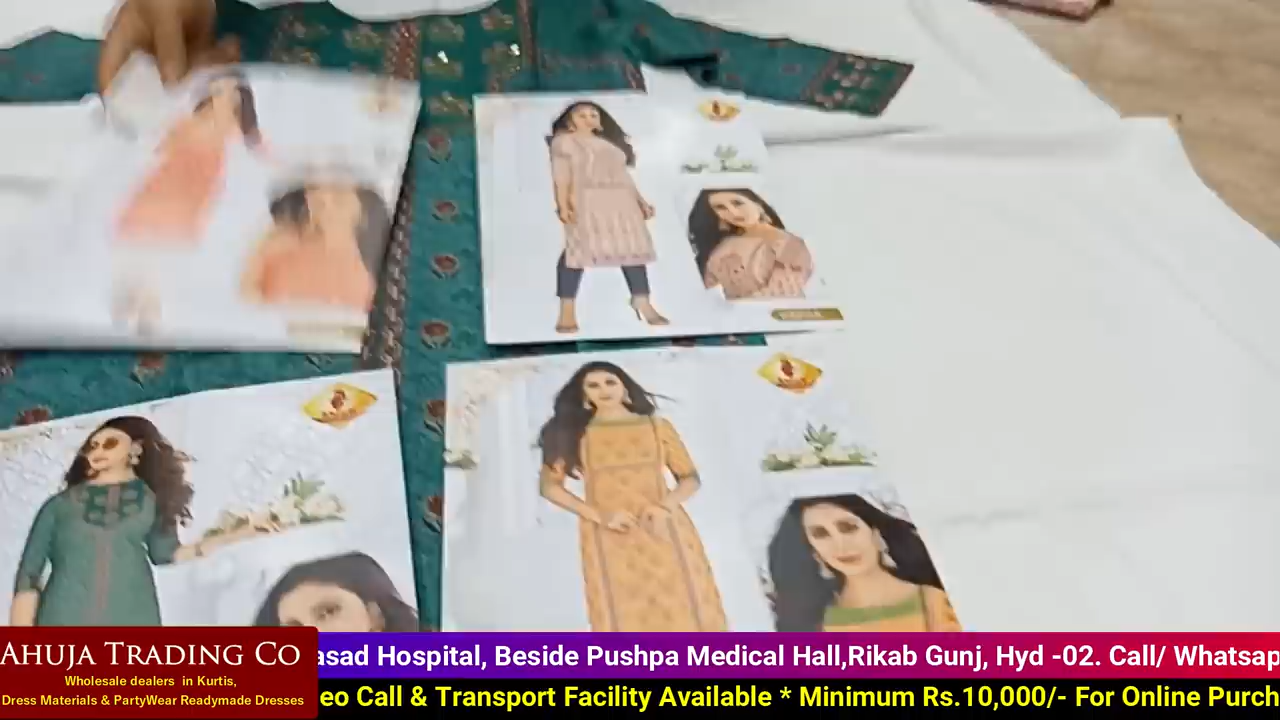 AHUJA TRADING CO
Wholesale dealers in Kurtis,
Dress Materials & PartyWear Readymade Dresses
asad Hospital, Beside Pushpa Medical Hall,Rikab Gunj, Hyd -02. Call/ Whatsap
eo Call & Transport Facility Available * Minimum Rs.10,000/- For Online Purch